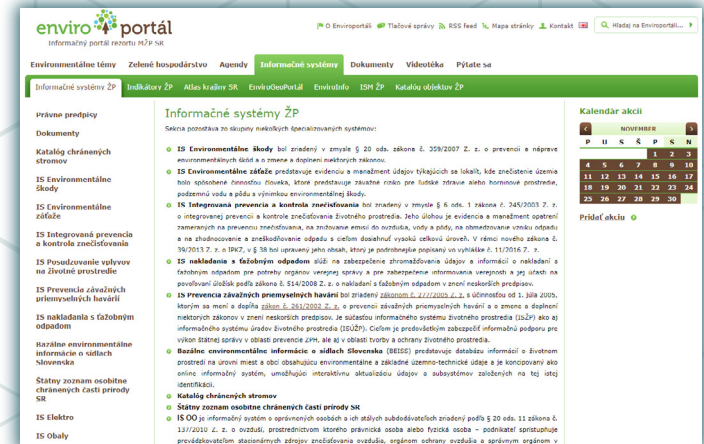 enviro portál
Informačný portál rezortu MŽP SR
O Enviroportáli Tlačové správy RSS feed Mapa stránky Kontakt
Hladaj na Enviroportáli...
Environmentálne témy Zelené hospodárstvo Agendy Informačné systémy Dokumenty Videotéka Pýtate sa
Informačné systémy ŽP Indikátory ŽP Atlas krajiny SR EnviroGeoPortál EnviroInfo ISM ŽP Katalóg objektov ŽP
Právne predpisy
Dokumenty
Katalóg chránených
stromov
IS Environmentálne
škody
IS Environmentálne
záťaže
IS Integrovaná prevencia
a kontrola znečisťovania
IS Posudzovanie vplyvov
na životné prostredie
IS Prevencia závažných
priemyselných havárií
IS nakladania s ťažobným
odpadom
Bazálne environmentálne
informácie o sídlach
Slovenska
Štátny zoznam osobitne
chránených častí prírody
SR
IS Elektro
IS Obaly
Informačné systémy ŽP
Sekcia pozostáva zo skupiny niekoľkých špecializovaných systémov:
IS Environmentálne škody bol zriadený v zmysle § 20 ods. zákona č. 359/2007 Z. z. o prevencii a náprave
environmentálnych škôd a o zmene a doplnení niektorých zákonov.
IS Environmentálne záťaže predstavuje evidenciu a manažment údajov týkajúcich sa lokalít, kde znečistenie územia
bolo spôsobené činnosťou človeka, ktoré predstavuje závažné riziko pre ľudské zdravie alebo horninové prostredie,
podzemnú vodu a pôdu s výnimkou environmentálnej škody.
IS Integrovaná prevencia a kontrola znečisťovania bol zriadený v zmysle § 6 ods. 1 zákona č. 245/2003 Z. z.
o integrovanej prevencii a kontrole znečisťovania životného prostredia. Jeho úlohou je evidencia a manažment opatrení
zameraných na prevenciu znečisťovania, na znižovanie emisií do ovzdušia, vody a pôdy, na obmedzovanie vzniku odpadu
a na zhodnocovanie a zneškodňovanie odpadu s cieľom dosiahnuť vysokú celkovú úroveň. V rámci nového zákona č.
39/2013 Z. z. o IPKZ, v § 38 bol upravený jeho obsah, ktorý je podrobnejšie popísaný vo vyhláške č. 11/2016 Z. z.
IS nakladania s ťažobným odpadom slúži na zabezpečenie zhromažďovania údajov a informácií o nakladaní s
ťažobným odpadom pre potreby orgánov verejnej správy a pre zabezpečenie informovania verejnosti a jej účasti na
povoľovaní úložísk podľa zákona č. 514/2008 Z. z. o nakladaní s ťažobným odpadom v znení neskorších predpisov.
IS Prevencia závažných priemyselných havárií bol zriadený zákonom č. 277/2005 Z. z. s účinnosťou od 1. júla 2005,
ktorým sa mení a dopĺňa zákon č. 261/2002 Z. z. o prevencii závažných priemyselných havárií a o zmene a doplnení
niektorých zákonov v znení neskorších predpisov. Je súčasťou informačného systému životného prostredia (ISŽP) ako aj
informačného systému úradov životného prostredia (ISÚŽP). Cieľom je predovšetkým zabezpečiť informačnú podporu pre
výkon štátnej správy v oblasti prevencie ZPH, ale aj v oblasti tvorby a ochrany životného prostredia.
Bazálne environmentálne informácie o sídlach Slovenska (BEISS) predstavuje databázu informácií o životnom
prostredí na úrovni miest a obcí obsahujúcu environmentálne a základné územno-technické údaje a je koncipovaný ako
online informačný systém, umožňujúci interaktívnu aktualizáciu údajov a subsystémov založených na tej istej
identifikácii.
Katalóg chránených stromov
Štátny zoznam osobitne chránených častí prírody SR
IS OO je informačný systém o oprávnených osobách a ich stálych subdodávateľoch zriadený podľa § 20 ods. 11 zákona č.
137/2010 Z. z. o ovzduší, prostredníctvom ktorého právnická osoba alebo fyzická osoba – podnikateľ sprístupňuje
prevádzkovateľom stacionárnych zdrojov znečisťovania ovzdušia, orgánom ochrany ovzdušia a správnym orgánom v
Kalendár akcií
NOVEMBER
P U S Š P S N
1 2 3
4 5 6 7 8 9 10
11 12 13 14 15 16 17
18 19 20 21 22 23 24
25 26 27 28 29 30
Pridať akciu